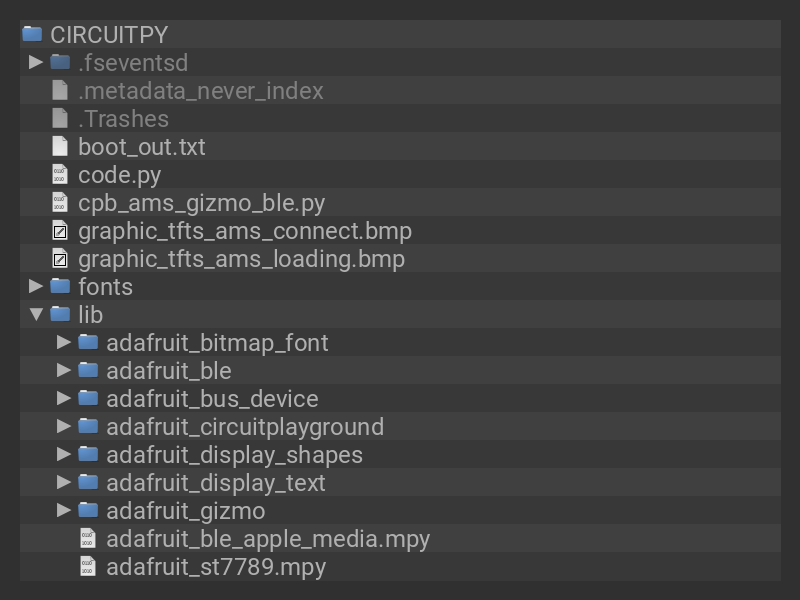 CIRCUITPY
.fseventsd
.metadata_never_index
.Trashes
boot_out.txt
code.py
cpb_ams_gizmo_ble.py
graphic_tfts_ams_connect.bmp
graphic_tfts_ams_loading.bmp
fonts
lib
adafruit_bitmap_font
adafruit_ble
adafruit_bus_device
adafruit_circuitplayground
adafruit_display_shapes
adafruit_display_text
adafruit_gizmo
adafruit_ble_apple_media.mpy
adafruit_st7789.mpy